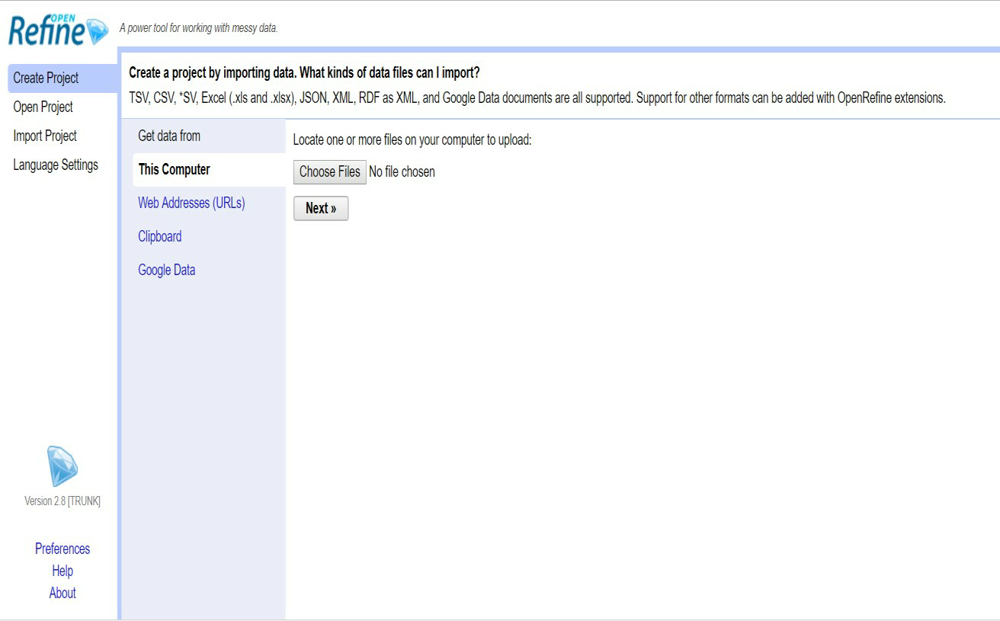 OPEN
Refine
A power tool for working with messy data.
Create Project
Open Project
Import Project
Language Settings
Version 2.8 [TRUNK]
Preferences
Help
About
Create a project by importing data. What kinds of data files can I import?
TSV, CSV, *SV, Excel (.xls and .xlsx), JSON, XML, RDF as XML, and Google Data documents are all supported. Support for other formats can be added with OpenRefine extensions.
Get data from
This Computer
Web Addresses (URLs)
Clipboard
Google Data
Locate one or more files on your computer to upload:
Choose Files No file chosen
Next »